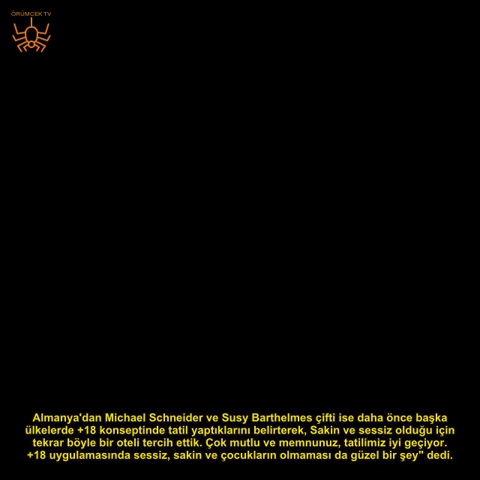 ÖRÜMCEK TV
Almanya'dan Michael Schneider ve Susy Barthelmes çifti ise daha önce başka
ülkelerde +18 konseptinde tatil yaptıklarını belirterek, Sakin ve sessiz olduğu için
tekrar böyle bir oteli tercih ettik. Çok mutlu ve memnunuz, tatilimiz iyi geçiyor.
+18 uygulamasında sessiz, sakin ve çocukların olmaması da güzel bir şey" dedi.